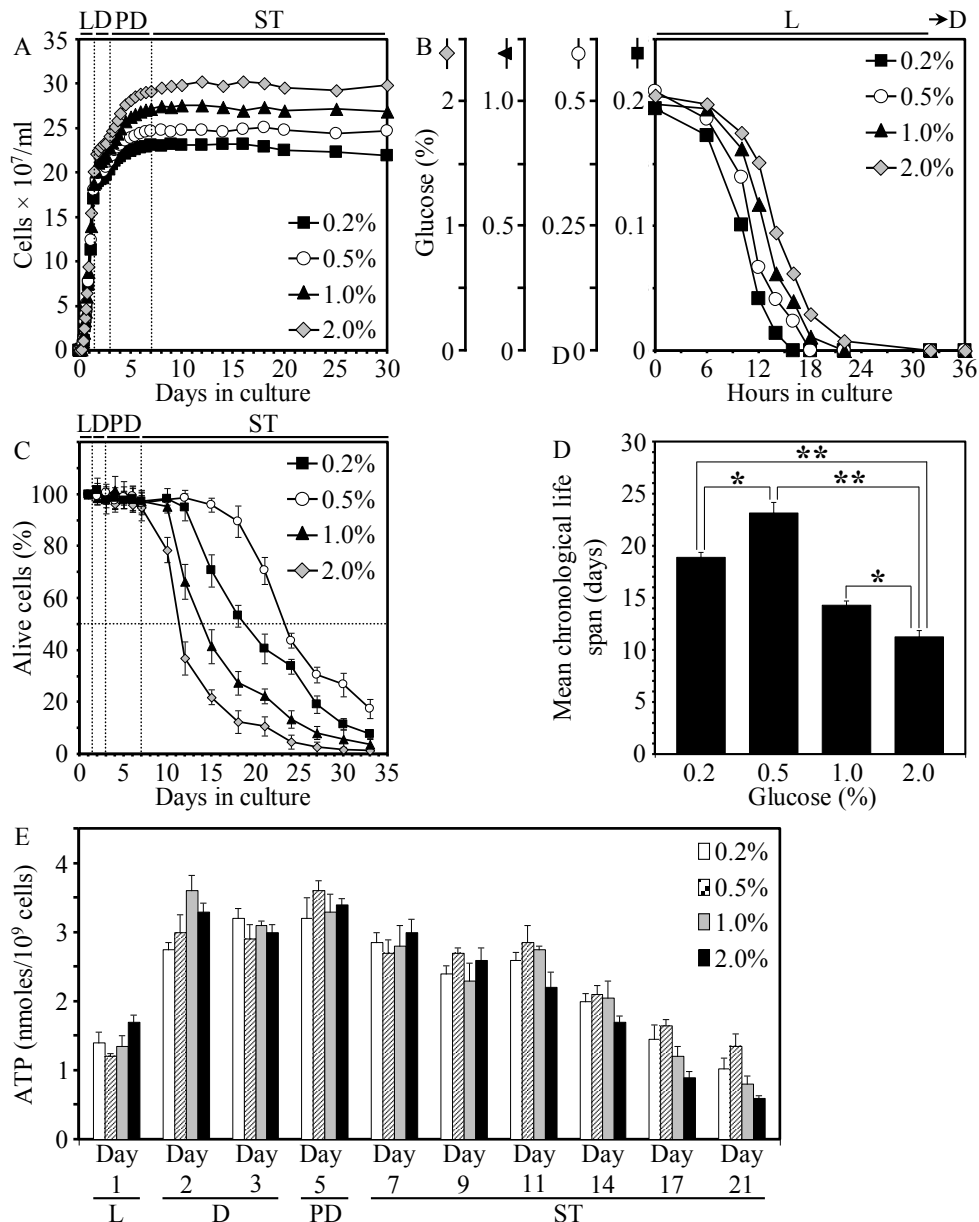 L D PD ST
A
35
30
25
20
15
10
5
0
Cells × 10⁷/ml
0.2%
0.5%
1.0%
2.0%
0 5 10 15 20 25 30
Days in culture
B
Glucose (%)
2
1
0
1.0
0.5
0
0.5
0.25
0
D
0.2
0.1
0
L →D
0.2%
0.5%
1.0%
2.0%
0 6 12 18 24 30 36
Hours in culture
L D PD ST
C
100
80
60
40
20
0
Alive cells (%)
0.2%
0.5%
1.0%
2.0%
0 5 10 15 20 25 30 35
Days in culture
D
30
25
20
15
10
5
0
Mean chronological life
span (days)
**
* **
*
0.2 0.5 1.0 2.0
Glucose (%)
E
4
3
2
1
0
ATP (nmoles/10⁹ cells)
0.2%
0.5%
1.0%
2.0%
Day Day Day Day Day Day Day Day Day Day
1 2 3 5 7 9 11 14 17 21
L D PD ST